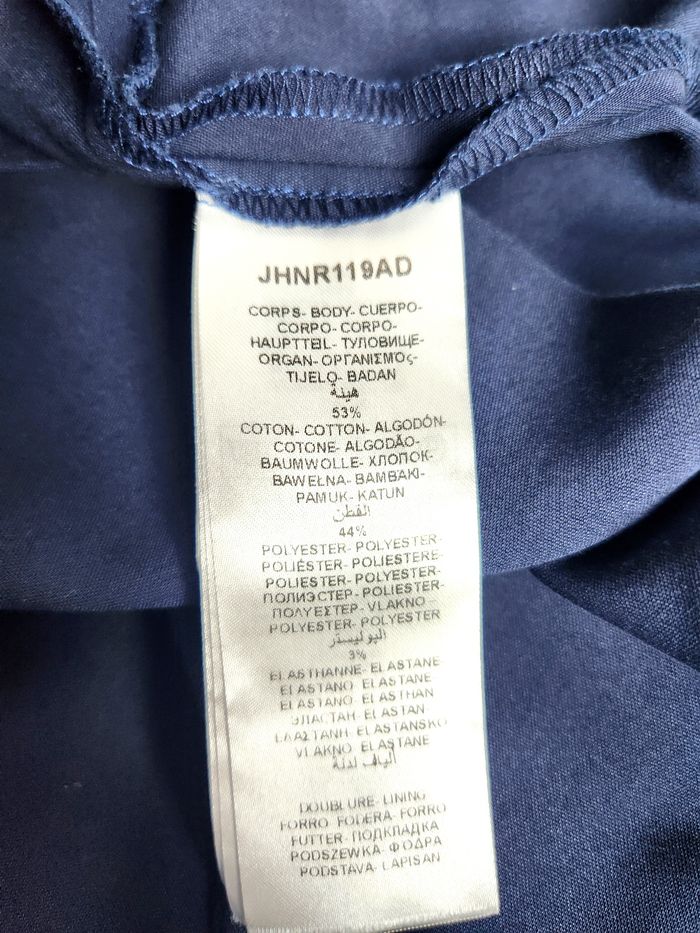 JHNR119AD
CORPS- BODY- CUERPO-
CORPO- CORPO-
HAUPTTEIL- ТУЛОВИЩЕ-
ORGAN- ΟΡΓΑΝΙΣΜΌς-
TIJELO- BADAN
هيئة
53%
COTON- COTTON- ALGODÓN-
COTONE- ALGODÃO-
BAUMWOLLE- ХЛОПОК-
BAWEŁNA- BAMBAKI-
PAMUK- KATUN
القطن
44%
POLYESTER- POLYESTER-
POLIÉSTER- POLIESTERE-
POLIESTER- POLYESTER-
ПОЛИЭСТЕР- POLIESTER-
ΠΟΛΥΕΣΤΕΡ- VLAKNO-
POLYESTER- POLYESTER
البوليستر
3%
ELASTHANNE- ELASTANE-
ELASTANO- ELASTANE-
ELASTANO- ELASTHAN-
ЭЛАСТАН- ELASTAN-
ΕΛΑΣΤΑΝΗ- ELASTANSKO
VLAKNO- ELASTANE
ألياف لدنة
DOUBLURE- LINING-
FORRO- FODERA- FORRO-
FUTTER- ПОДКЛАДКА-
PODSZEWKA- ΦΟΔΡΑ-
PODSTAVA- LAPISAN